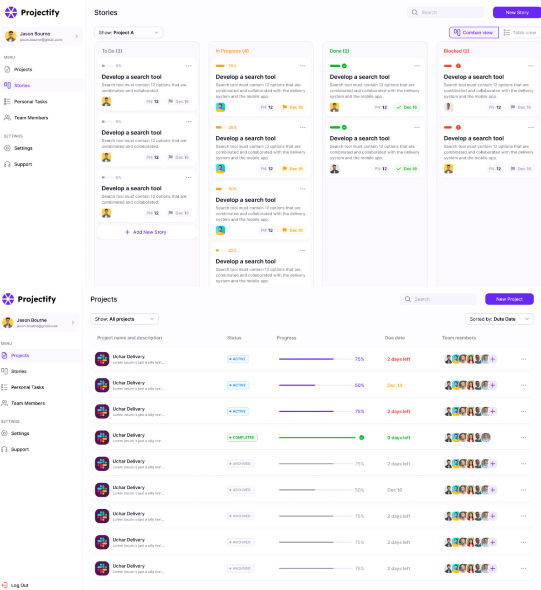 Projectify
Stories
Search
New Story
Jason Bourne
jason.bourne@gmail.com
Show: Project A
Cumban view
Table view
MENU
Projects
Stories
Personal Tasks
Team Members
SETTINGS
Settings
Support
To Do (3)
0%
Develop a search tool
Search tool must contain 12 options that are
combinated and collaborated.
PH: 12
Dec 16
0%
Develop a search tool
Search tool must contain 12 options that are
combinated and collaborated.
PH: 12
Dec 16
0%
Develop a search tool
Search tool must contain 12 options that are
combinated and collaborated.
PH: 12
Dec 16
+ Add New Story
In Progress (4)
75%
Develop a search tool
Search tool must contain 12 options that are
combinated and collaborated with the delivery
system and the mobile app.
PH: 12
Dec 16
Develop a search tool
Search tool must contain 12 options that are
combinated and collaborated with the delivery
system and the mobile app.
PH: 12
Dec 16
50%
Develop a search tool
Search tool must contain 12 options that are
combinated and collaborated with the delivery
system and the mobile app.
PH: 12
Dec 16
Develop a search tool
Search tool must contain 12 options that are
combinated and collaborated with the delivery
system and the mobile app.
Done (2)
Develop a search tool
Search tool must contain 12 options that are
combinated and collaborated with the delivery
system and the mobile app.
PH: 12
Dec 16
Develop a search tool
Search tool must contain 12 options that are
combinated and collaborated with the delivery
system and the mobile app.
PH: 12
Dec 16
Blocked (2)
Develop a search tool
Search tool must contain 12 options that are
combinated and collaborated with the delivery
system and the mobile app.
PH: 12
Dec 16
Develop a search tool
Search tool must contain 12 options that are
combinated and collaborated with the delivery
system and the mobile app.
PH: 12
Dec 16
Projectify
Projects
Search
New Project
Jason Bourne
Show: All projects
Sorted by: Date Date
MENU
Projects
Stories
Personal Tasks
Team Members
SETTINGS
Settings
Support
Log Out
Project name and description Status Progress Due date Team members
Uchar Delivery ACTIVE 75% 2 days left
Lorem Ipsum is just a silly text...
Uchar Delivery ACTIVE 50% Dec 14
Lorem Ipsum is just a silly text...
Uchar Delivery ACTIVE 75% 2 days left
Lorem Ipsum is just a silly text...
Uchar Delivery COMPLETED 0 days left
Lorem Ipsum is just a silly text...
Uchar Delivery ARCHIVED 75% 2 days left
Lorem Ipsum is just a silly text...
Uchar Delivery ARCHIVED 50% Dec 16
Lorem Ipsum is just a silly text...
Uchar Delivery ARCHIVED 75% 2 days left
Lorem Ipsum is just a silly text...
Uchar Delivery ARCHIVED 75% 2 days left
Lorem Ipsum is just a silly text...
Uchar Delivery ARCHIVED 75% 2 days left
Lorem Ipsum is just a silly text...